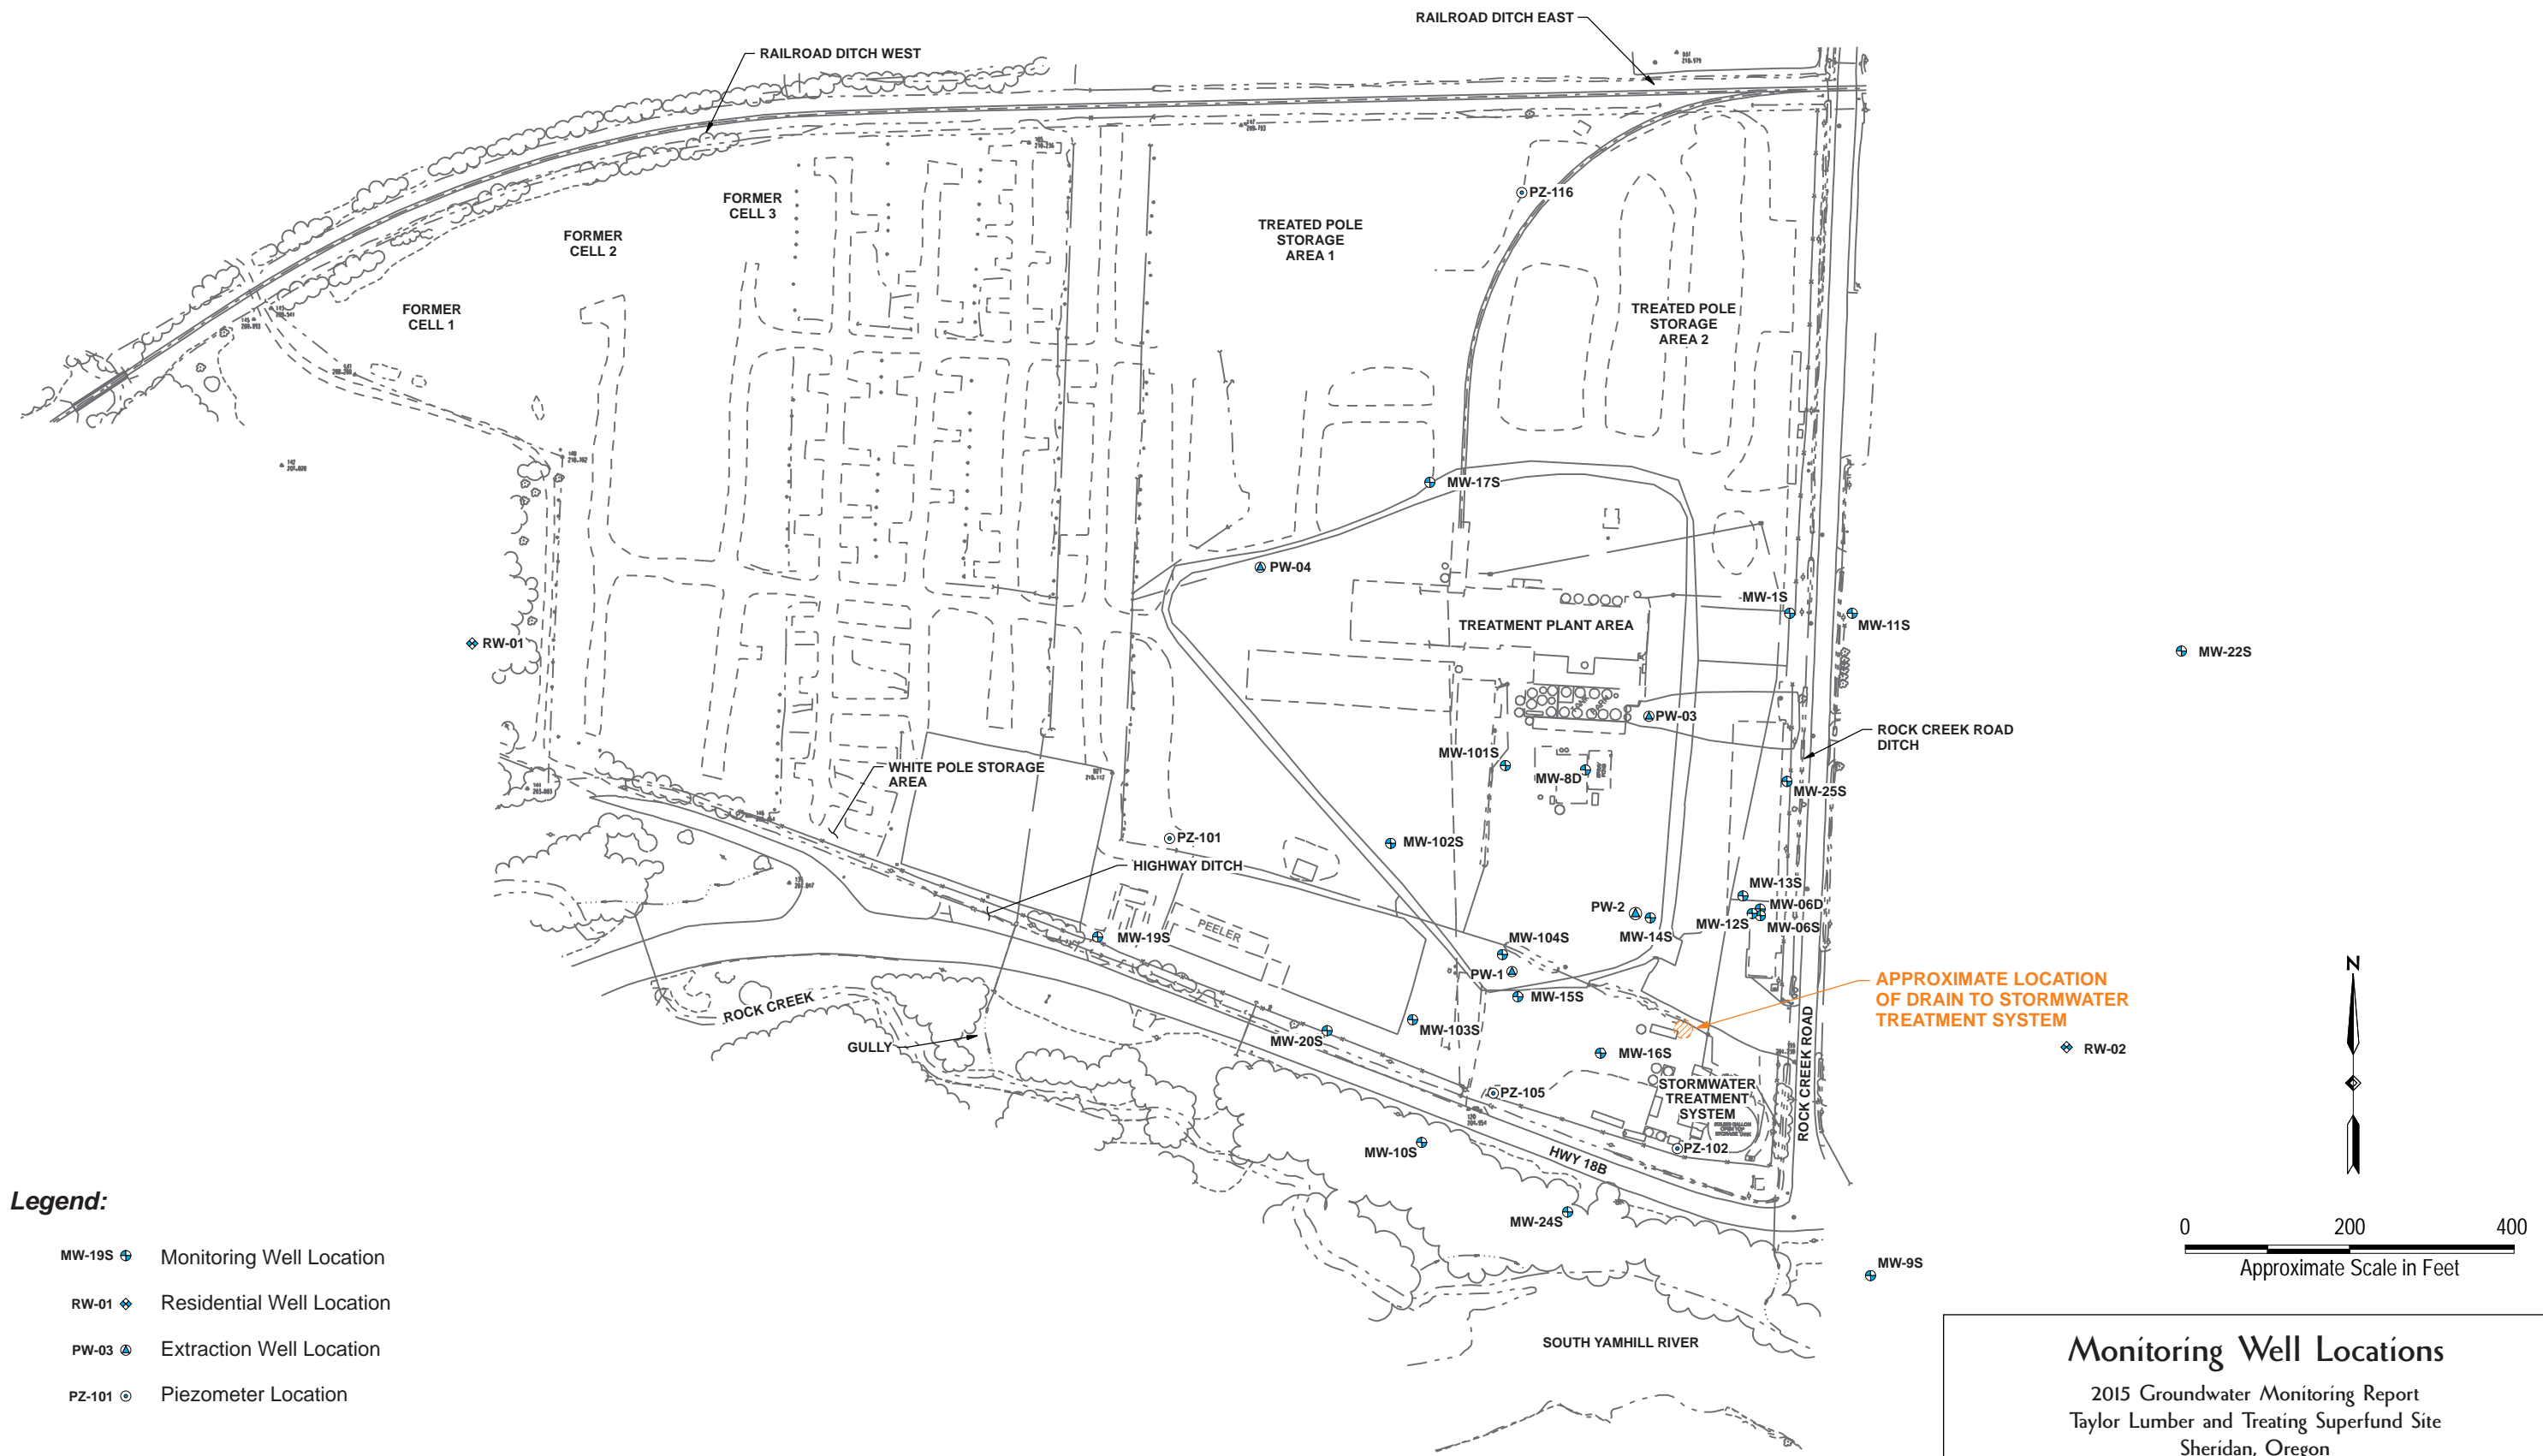 RAILROAD DITCH EAST
RAILROAD DITCH WEST
FORMER
CELL 3
PZ-116
TREATED POLE
STORAGE
AREA 1
FORMER
CELL 2
FORMER
CELL 1
TREATED POLE
STORAGE
AREA 2
MW-17S
PW-04
MW-1S
MW-11S
TREATMENT PLANT AREA
RW-01
MW-22S
PW-03
ROCK CREEK ROAD
DITCH
MW-101S
MW-8D
WHITE POLE STORAGE
AREA
MW-25S
PZ-101
MW-102S
HIGHWAY DITCH
MW-13S
MW-06D
PW-2
MW-12S
MW-06S
MW-14S
PEELER
MW-19S
MW-104S
PW-1
APPROXIMATE LOCATION
OF DRAIN TO STORMWATER
TREATMENT SYSTEM
MW-15S
ROCK CREEK
MW-103S
MW-20S
GULLY
MW-16S
ROCK CREEK ROAD
RW-02
N
STORMWATER
TREATMENT
SYSTEM
PZ-105
MW-10S
HWY 18B
PZ-102
MW-24S
MW-9S
0 200 400
Approximate Scale in Feet
SOUTH YAMHILL RIVER
Legend:
MW-19S Monitoring Well Location
RW-01 Residential Well Location
PW-03 Extraction Well Location
PZ-101 Piezometer Location
Monitoring Well Locations
2015 Groundwater Monitoring Report
Taylor Lumber and Treating Superfund Site
Sheridan, Oregon